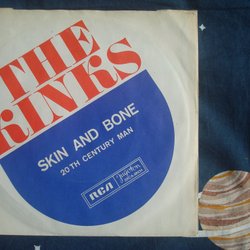 THE
KINKS
SKIN AND BONE
20TH CENTURY MAN
RCA